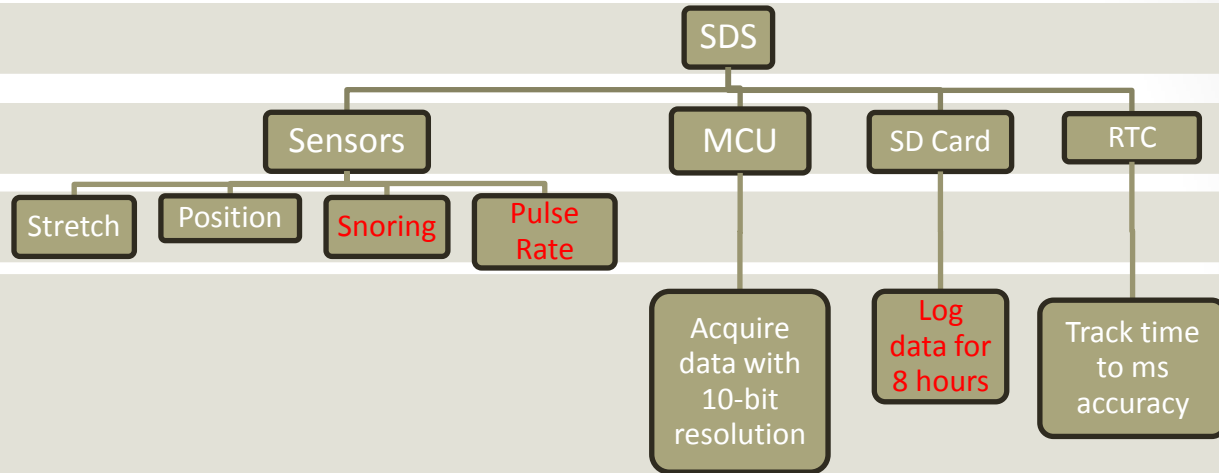 SDS
Sensors
MCU
SD Card
RTC
Stretch
Position
Snoring
Pulse
Rate
Acquire
data with
10-bit
resolution
Log
data for
8 hours
Track time
to ms
accuracy